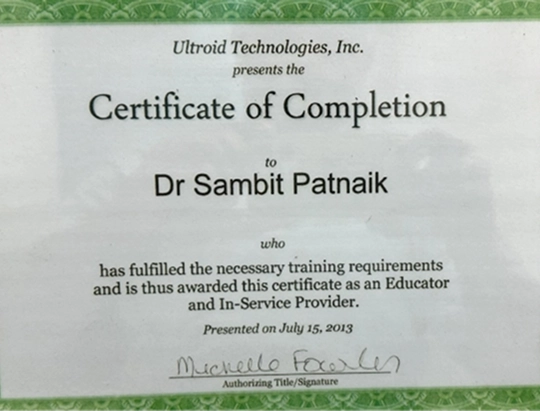 Ultroid Technologies, Inc.
presents the
Certificate of Completion
to
Dr Sambit Patnaik
who
has fulfilled the necessary training requirements
and is thus awarded this certificate as an Educator
and In-Service Provider.
Presented on July 15, 2013
Michelle
Authorizing Title/Signature